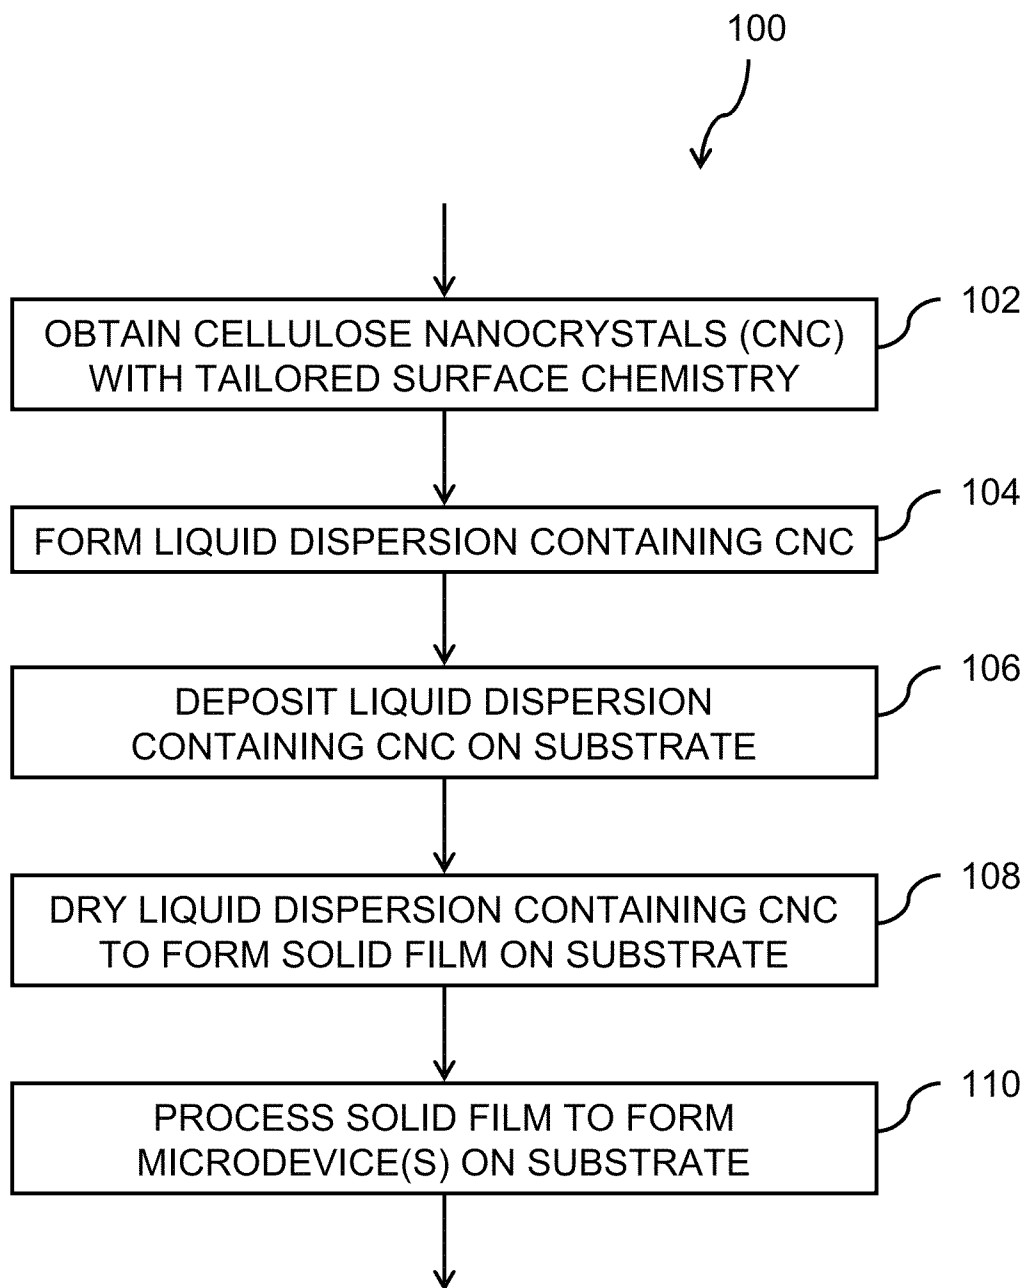 100
102
OBTAIN CELLULOSE NANOCRYSTALS (CNC)
WITH TAILORED SURFACE CHEMISTRY
104
FORM LIQUID DISPERSION CONTAINING CNC
106
DEPOSIT LIQUID DISPERSION
CONTAINING CNC ON SUBSTRATE
108
DRY LIQUID DISPERSION CONTAINING CNC
TO FORM SOLID FILM ON SUBSTRATE
110
PROCESS SOLID FILM TO FORM
MICRODEVICE(S) ON SUBSTRATE